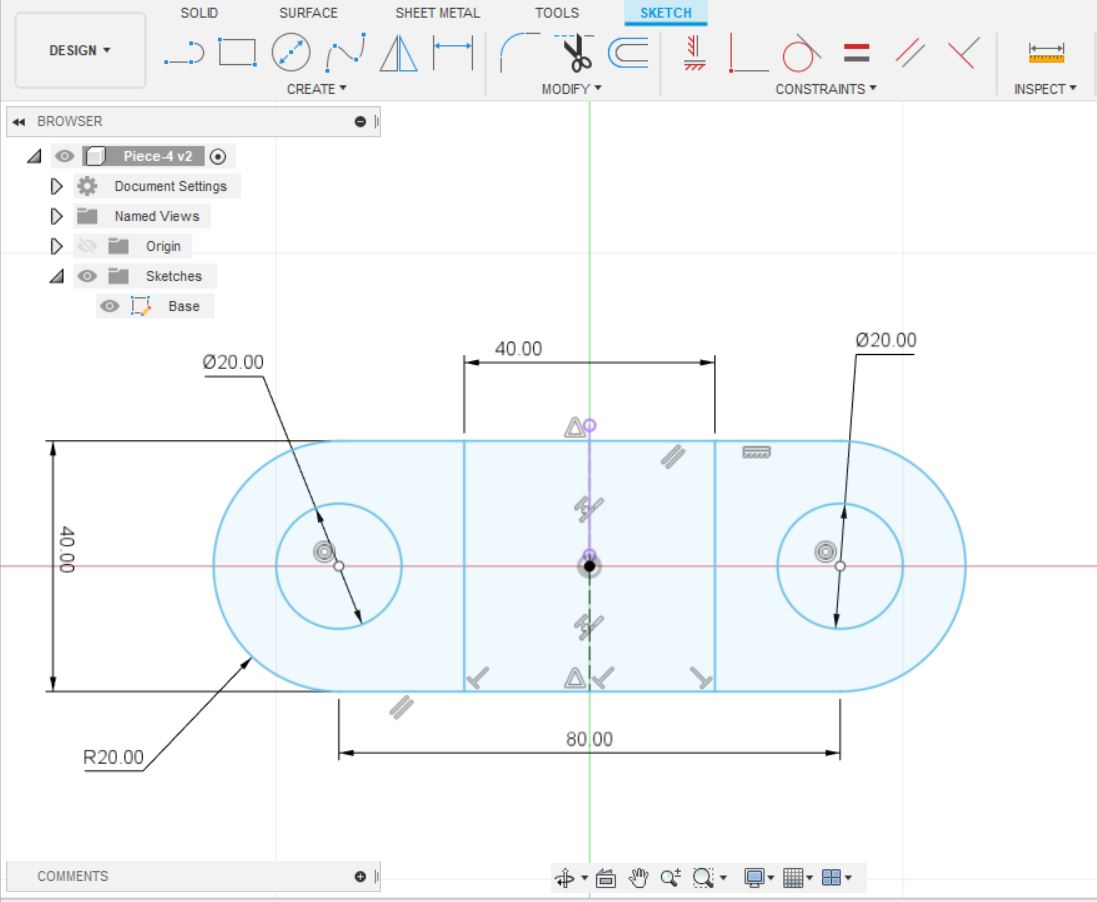 SOLID SURFACE SHEET METAL TOOLS SKETCH
DESIGN
CREATE MODIFY CONSTRAINTS INSPECT
BROWSER
Piece-4 v2
Document Settings
Named Views
Origin
Sketches
Base
Ø20.00
40.00
Ø20.00
40.00
80.00
R20.00
COMMENTS